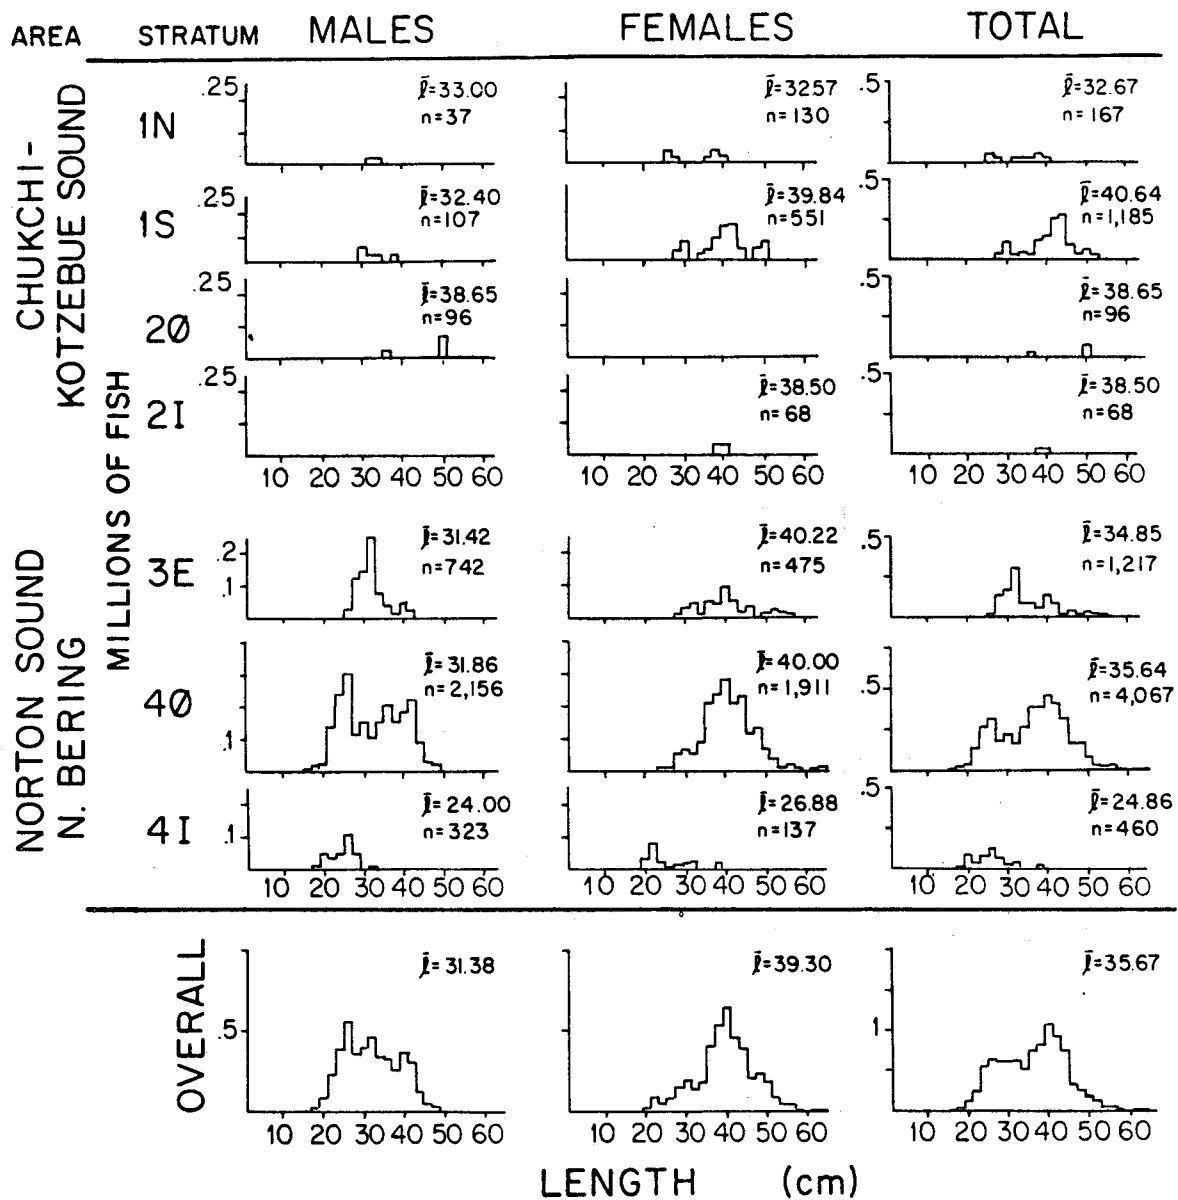 AREA STRATUM MALES FEMALES TOTAL
CHUKCHI-
KOTZEBUE SOUND
MILLIONS OF FISH
1N
.25
l̄=33.00
n=37
l̄=32.57
n=130
.5
l̄=32.67
n=167
1S
.25
l̄=32.40
n=107
l̄=39.84
n=551
.5
l̄=40.64
n=1,185
2Ø
.25
l̄=38.65
n=96
.5
l̄=38.65
n=96
2I
.25
l̄=38.50
n=68
.5
l̄=38.50
n=68
10 20 30 40 50 60
10 20 30 40 50 60
10 20 30 40 50 60
NORTON SOUND
N. BERING
3E
.2
.1
l̄=31.42
n=742
l̄=40.22
n=475
.5
l̄=34.85
n=1,217
4Ø
.1
l̄=31.86
n=2,156
l̄=40.00
n=1,911
.5
l̄=35.64
n=4,067
4I
.1
l̄=24.00
n=323
l̄=26.88
n=137
.5
l̄=24.86
n=460
10 20 30 40 50 60
10 20 30 40 50 60
10 20 30 40 50 60
OVERALL
.5
l̄=31.38
l̄=39.30
1
l̄=35.67
10 20 30 40 50 60
10 20 30 40 50 60
10 20 30 40 50 60
LENGTH (cm)